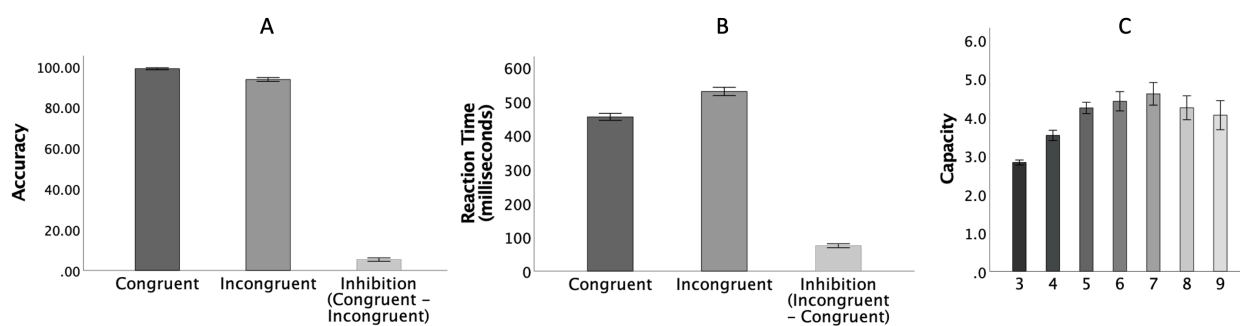 A
Accuracy
100.00
80.00
60.00
40.00
20.00
.00
Congruent
Incongruent
Inhibition
(Congruent –
Incongruent)
B
Reaction Time
(milliseconds)
600
500
400
300
200
100
0
Congruent
Incongruent
Inhibition
(Incongruent
– Congruent)
C
Capacity
6.0
5.0
4.0
3.0
2.0
1.0
.0
3 4 5 6 7 8 9